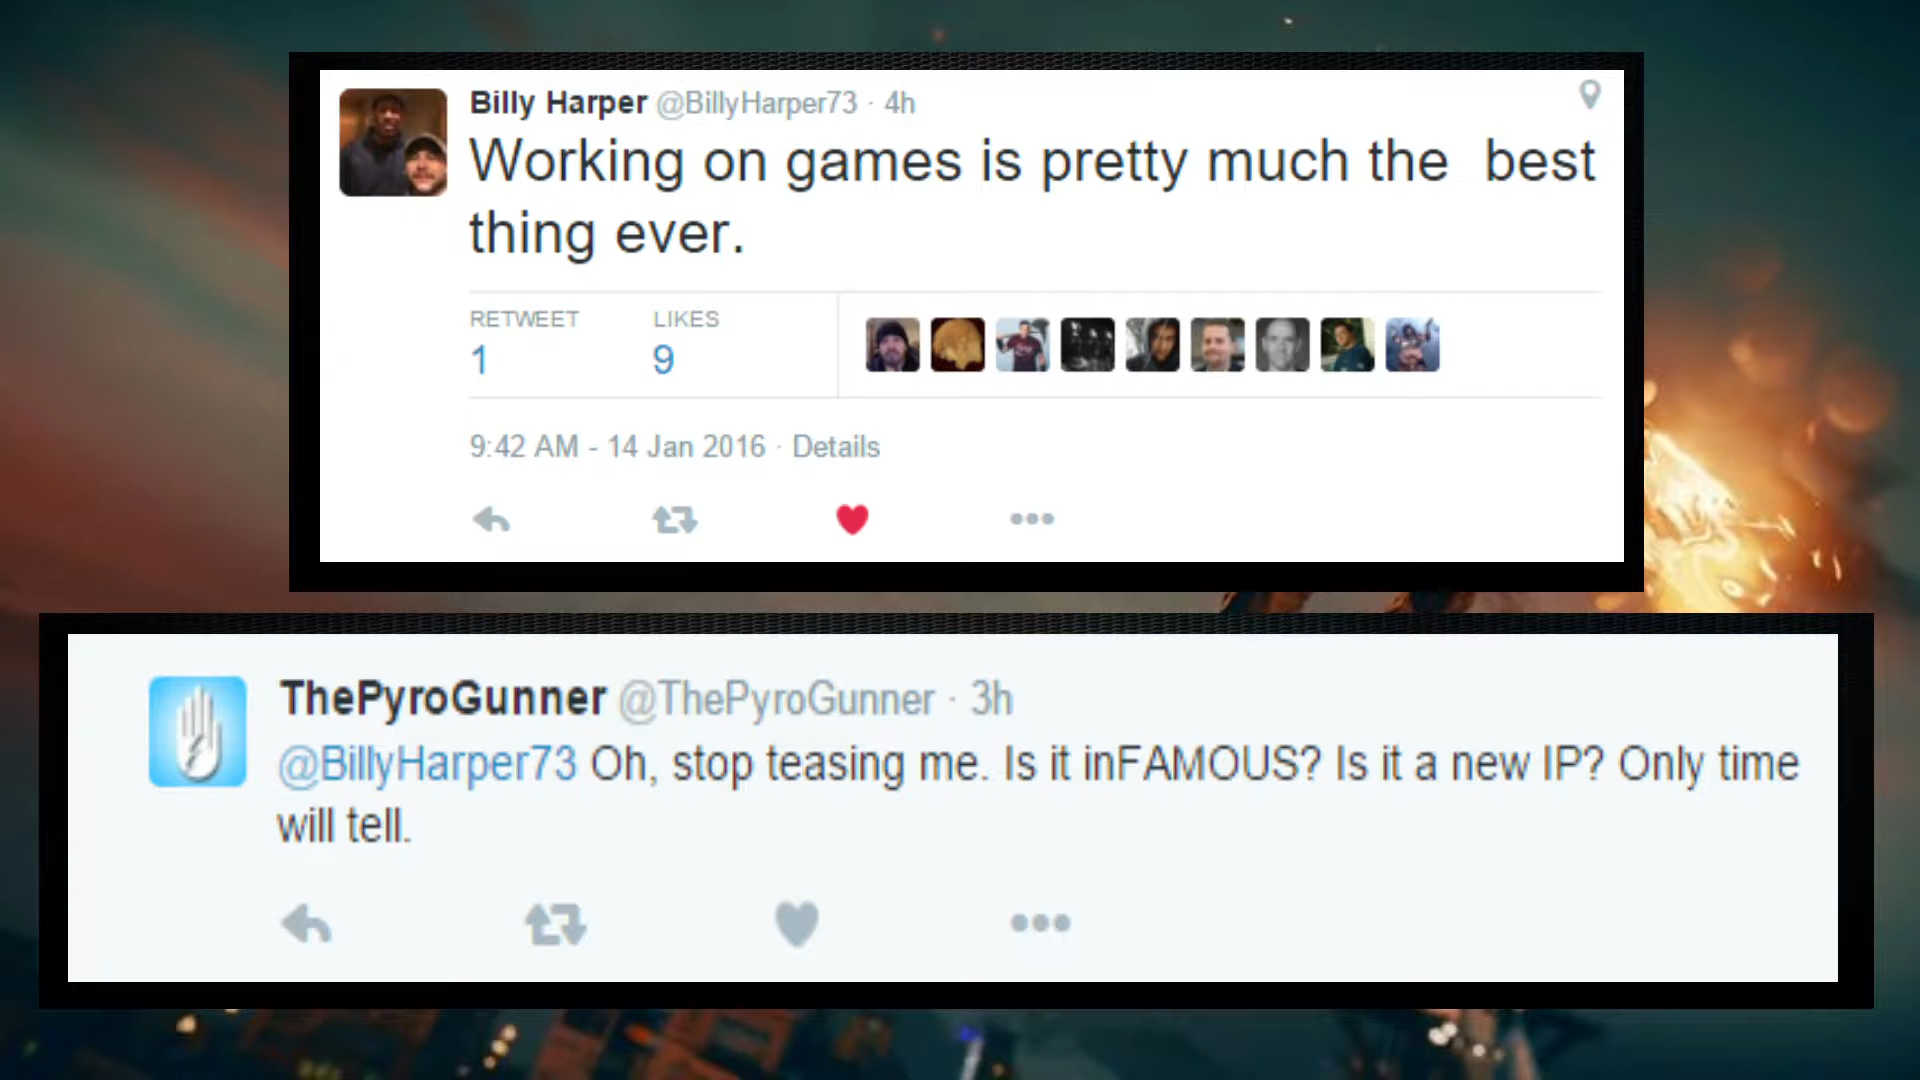 Billy Harper @BillyHarper73 · 4h
Working on games is pretty much the  best
thing ever.
RETWEET LIKES
1 9
9:42 AM - 14 Jan 2016 · Details
ThePyroGunner @ThePyroGunner · 3h
@BillyHarper73 Oh, stop teasing me. Is it inFAMOUS? Is it a new IP? Only time
will tell.